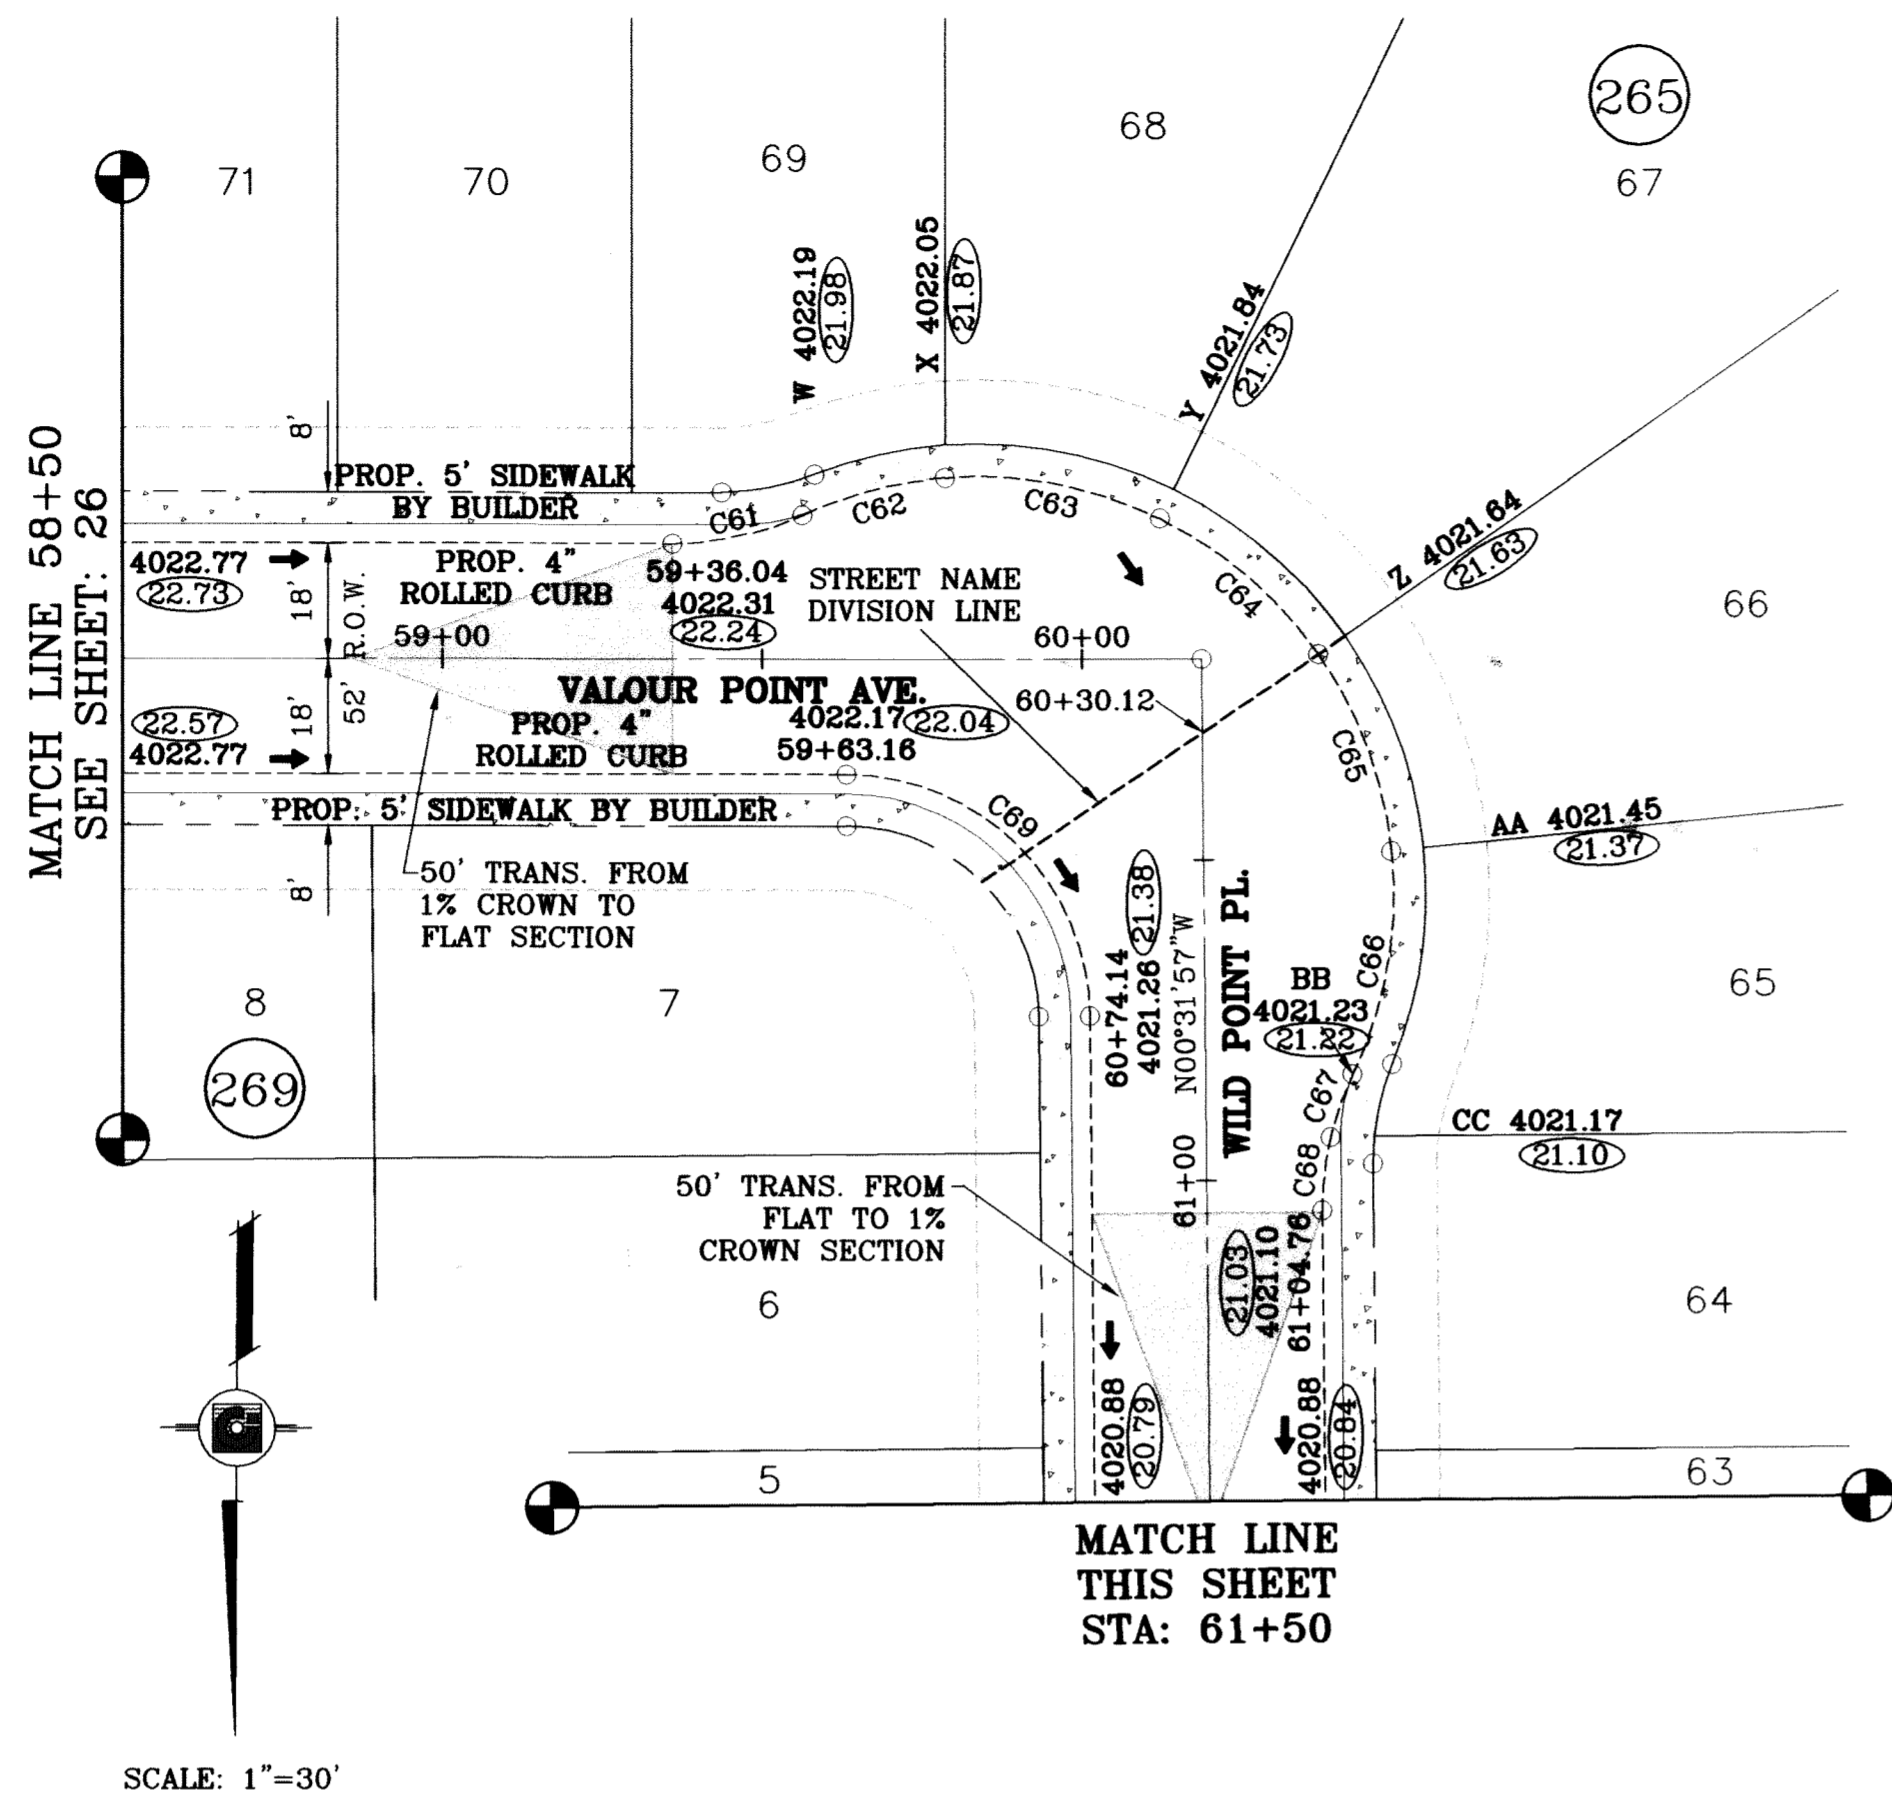 265
71
70
69
68
67
66
65
64
63
W 4022.19
21.98
X 4022.05
21.87
Y 4021.84
21.73
Z 4021.64
21.63
AA 4021.45
21.37
BB
4021.23
21.22
CC 4021.17
21.10
MATCH LINE 58+50
SEE SHEET: 26
8'
PROP. 5' SIDEWALK
BY BUILDER
C61
C62
C63
C64
C65
C66
C67
C68
C69
4022.77
22.73
18'
R.O.W.
PROP. 4"
ROLLED CURB
59+36.04
4022.31
22.24
STREET NAME
DIVISION LINE
59+00
60+00
VALOUR POINT AVE.
60+30.12
22.57
4022.77
18'
52'
PROP. 4"
ROLLED CURB
4022.17
22.04
59+63.16
PROP. 5' SIDEWALK BY BUILDER
8'
50' TRANS. FROM
1% CROWN TO
FLAT SECTION
8
7
269
60+74.14
4021.26
21.38
N00°31'57"W
WILD POINT PL.
61+00
50' TRANS. FROM
FLAT TO 1%
CROWN SECTION
21.03
4021.10
61+04.76
6
5
4020.88
20.79
4020.88
20.84
MATCH LINE
THIS SHEET
STA: 61+50
SCALE: 1"=30'